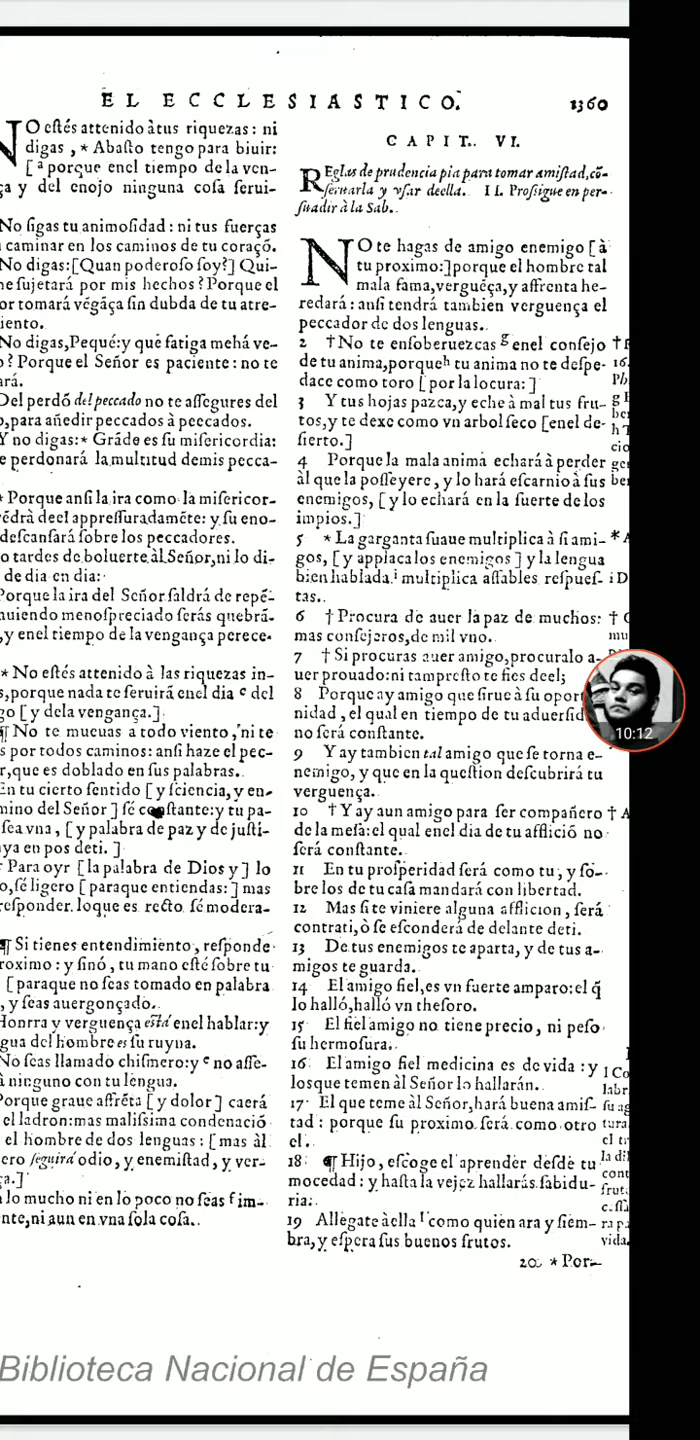 EL ECCLESIASTICO.
1360
NO eſtés attenido àtus riquezas: ni
digas, * Abaſto tengo para biuir:
[ª porque enel tiempo de la ven-
ça y del enojo ninguna coſa ſerui-
No ſigas tu animoſidad: ni tus fuerças
caminar en los caminos de tu coraçõ.
No digas:[Quan poderoſo ſoy?] Qui-
me ſujetará por mis hechos? Porque el
or tomará vẽgãça ſin dubda de tu atre-
iento.
No digas, Pequé: y què fatiga mehá ve-
o? Porque el Señor es paciente: no te
ará.
Del perdõ del peccado no te aſſegures del
o, para añedir peccados à peccados.
Y no digas:* Grãde es ſu miſericordia:
e perdonará la multitud demis pecca-
* Porque anſi la ira como la miſericor-
vẽdrà deel appreſſuradamẽte: y ſu eno-
deſcanſará ſobre los peccadores.
o tardes de boluerte àl Señor, ni lo di-
de dia en dia:
Porque la ira del Señor ſaldrá de repẽ-
auiendo menoſpreciado ſerás quebrã-
, y enel tiempo de la vengança perece-
* No eſtés attenido à las riquezas in-
s, porque nada te ſeruirá enel dia ᶜ del
go [y dela vengança.]
¶ No te mueuas a todo viento, ni te
s por todos caminos: anſi haze el pec-
r, que es doblado en ſus palabras.
En tu cierto ſentido [y ſciencia, y en-
mino del Señor] ſé conſtante: y tu pa-
ſea vna, [y palabra de paz y de juſti-
ya en pos deti.]
Para oyr [la palabra de Dios y] lo
o, ſé ligero [paraque entiendas:] mas
reſponder loque es recto ſé modera-
¶ Si tienes entendimiento, reſponde
roximo: y ſinó, tu mano eſté ſobre tu
[paraque no ſeas tomado en palabra
, y ſeas auergonçado.
Honrra y verguença eſtá enel hablar: y
gua del hombre es ſu ruyna.
No ſeas llamado chiſmero: y ᵉ no aſſe-
à ninguno con tu lengua.
Porque graue affrẽta [y dolor] caerá
el ladron: mas maliſſima condenació
el hombre de dos lenguas: [mas àl
ero ſeguirá odio, y enemiſtad, y ver-
ça.]
lo mucho ni en lo poco no ſeas ᶠ im-
nte, ni aun en vna ſola coſa.
CAPIT. VI.
REglas de prudencia pia para tomar amiſtad, cõ-
ſeruarla y vſar deella. II. Proſigue en per-
ſuadir à la Sab.
NO te hagas de amigo enemigo [à
tu proximo:] porque el hombre tal
mala fama, verguẽça, y affrenta he-
redará: anſi tendrá tambien verguença el
peccador de dos lenguas.
2 †No te enſoberuezcas ᵍ enel conſejo
de tu anima, porque ʰ tu anima no te deſpe-
dace como toro [por la locura:]
3 Y tus hojas pazca, y eche à mal tus fru-
tos, y te dexe como vn arbol ſeco [enel de-
ſierto.]
4 Porque la mala anima echará à perder
àl que la poſſeyere, y lo hará eſcarnio à ſus
enemigos, [y lo echará en la ſuerte de los
impios.]
5 * La garganta ſuaue multiplica à ſi ami-
gos, [y applaca los enemigos] y la lengua
bien hablada ⁱ multiplica affables reſpueſ-
tas.
6 † Procura de auer la paz de muchos:
mas conſejeros, de mil vno.
7 † Si procuras auer amigo, procuralo a-
uer prouado: ni tampreſto te fies deel;
8 Porque ay amigo que ſirue à ſu oport
nidad, el qual en tiempo de tu aduerſid
no ſerá conſtante.
10:12
9 Y ay tambien tal amigo que ſe torna e-
nemigo, y que en la queſtion deſcubrirá tu
verguença.
10 † Y ay aun amigo para ſer compañero
de la meſa: el qual enel dia de tu afflició no
ſerá conſtante.
11 En tu proſperidad ſerá como tu, y ſo-
bre los de tu caſa mandará con libertad.
12 Mas ſi te viniere alguna affliction, ſerá
contrati, ò ſe eſconderá de delante deti.
13 De tus enemigos te aparta, y de tus a-
migos te guarda.
14 El amigo fiel, es vn fuerte amparo: el q̃
lo halló, halló vn theſoro.
15 El fiel amigo no tiene precio, ni peſo
ſu hermoſura.
16 El amigo fiel medicina es de vida: y
losque temen àl Señor lo hallarán.
17 El que teme àl Señor, hará buena amiſ-
tad: porque ſu proximo ſerá como otro
el.
18 ¶ Hijo, eſcoge el aprender deſde tu
mocedad: y haſta la vejez hallarás ſabidu-
ria:
19 Allegate àella ˡ como quien ara y ſiem-
bra, y eſpera ſus buenos frutos.
20 * Por-
Biblioteca Nacional de España